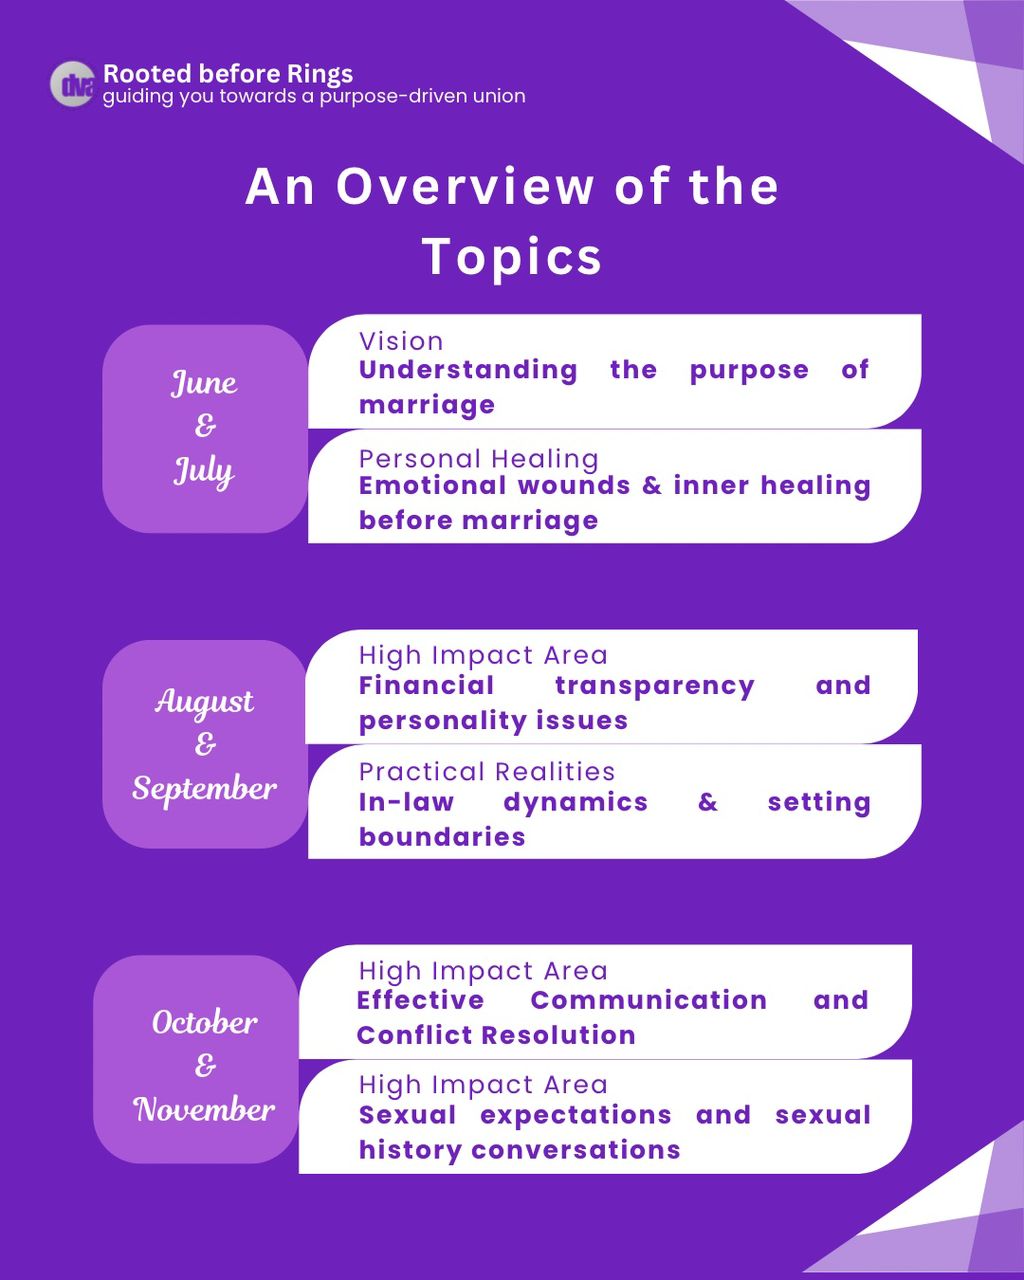 dva
Rooted before Rings
guiding you towards a purpose-driven union
An Overview of the
Topics
June
&
July
Vision
Understanding the purpose of
marriage
Personal Healing
Emotional wounds & inner healing
before marriage
August
&
September
High Impact Area
Financial transparency and
personality issues
Practical Realities
In-law dynamics & setting
boundaries
October
&
November
High Impact Area
Effective Communication and
Conflict Resolution
High Impact Area
Sexual expectations and sexual
history conversations